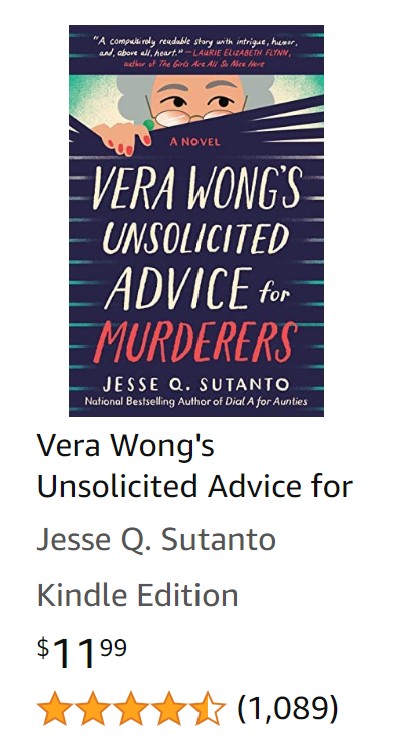 "A compulsively readable story with intrigue, humor,
and, above all, heart." —LAURIE ELIZABETH FLYNN,
author of The Girls Are All So Nice Here
A NOVEL
VERA WONG'S
UNSOLICITED
ADVICE for
MURDERERS
JESSE Q. SUTANTO
National Bestselling Author of Dial A for Aunties
Vera Wong's
Unsolicited Advice for
Jesse Q. Sutanto
Kindle Edition
$1199
(1,089)